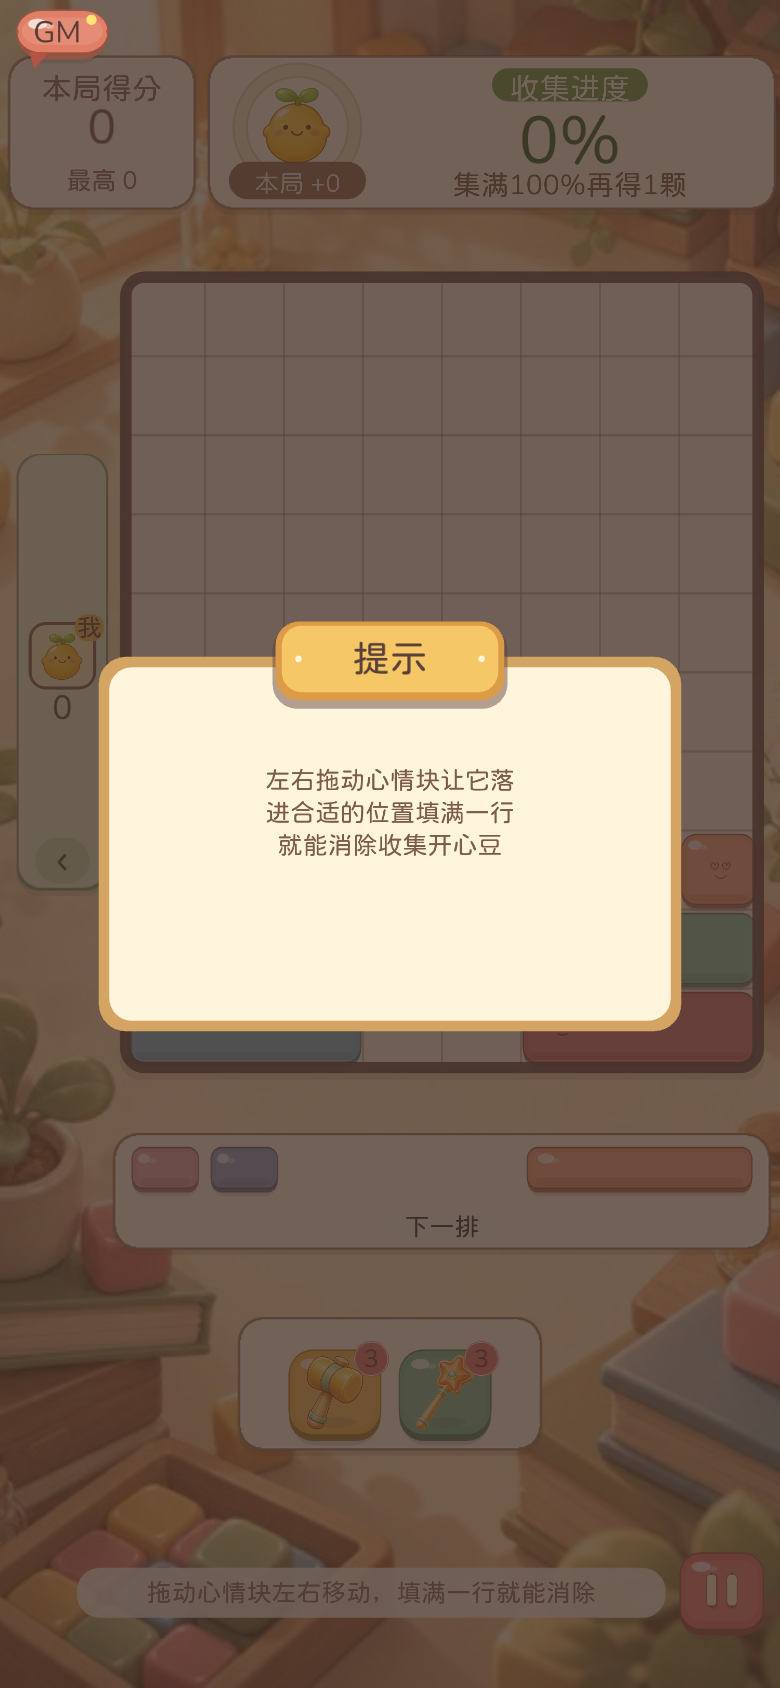 GM
本局得分
0
最高 0
本局 +0
收集进度
0%
集满100%再得1颗
我
0
提示
左右拖动心情块让它落
进合适的位置填满一行
就能消除收集开心豆
下一排
3
3
拖动心情块左右移动，填满一行就能消除